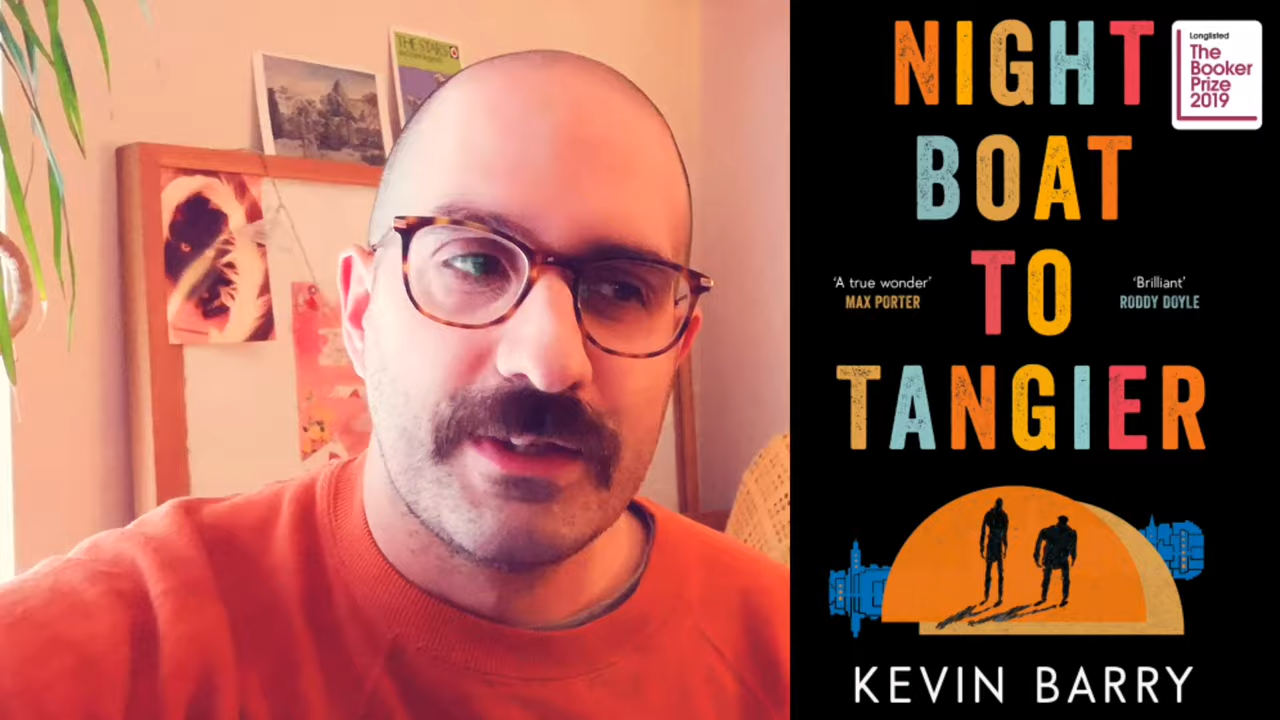 THE STARS
NIGHT
BOAT
TO
TANGIER
Longlisted
The
Booker
Prize
2019
'A true wonder'
MAX PORTER
'Brilliant'
RODDY DOYLE
KEVIN BARRY